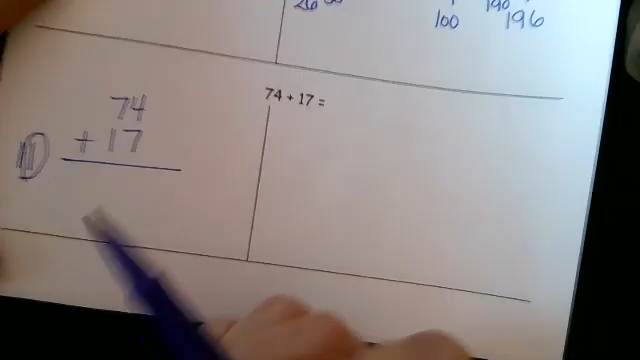 196
100
74 + 17 =
74
+ 17